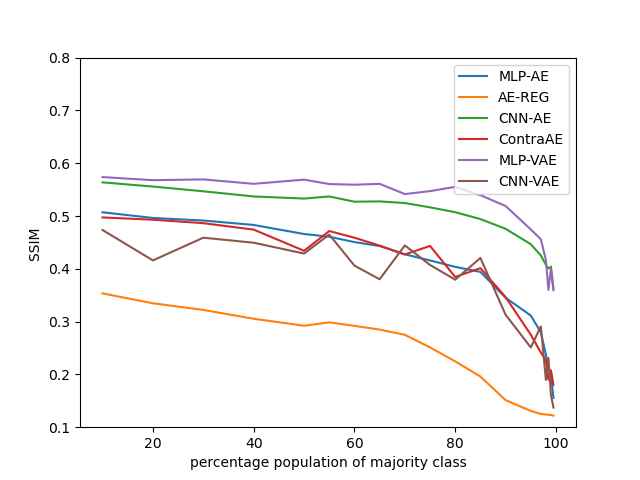 0.8
0.7
0.6
0.5
0.4
0.3
0.2
0.1
SSIM
MLP-AE
AE-REG
CNN-AE
ContraAE
MLP-VAE
CNN-VAE
20 40 60 80 100
percentage population of majority class